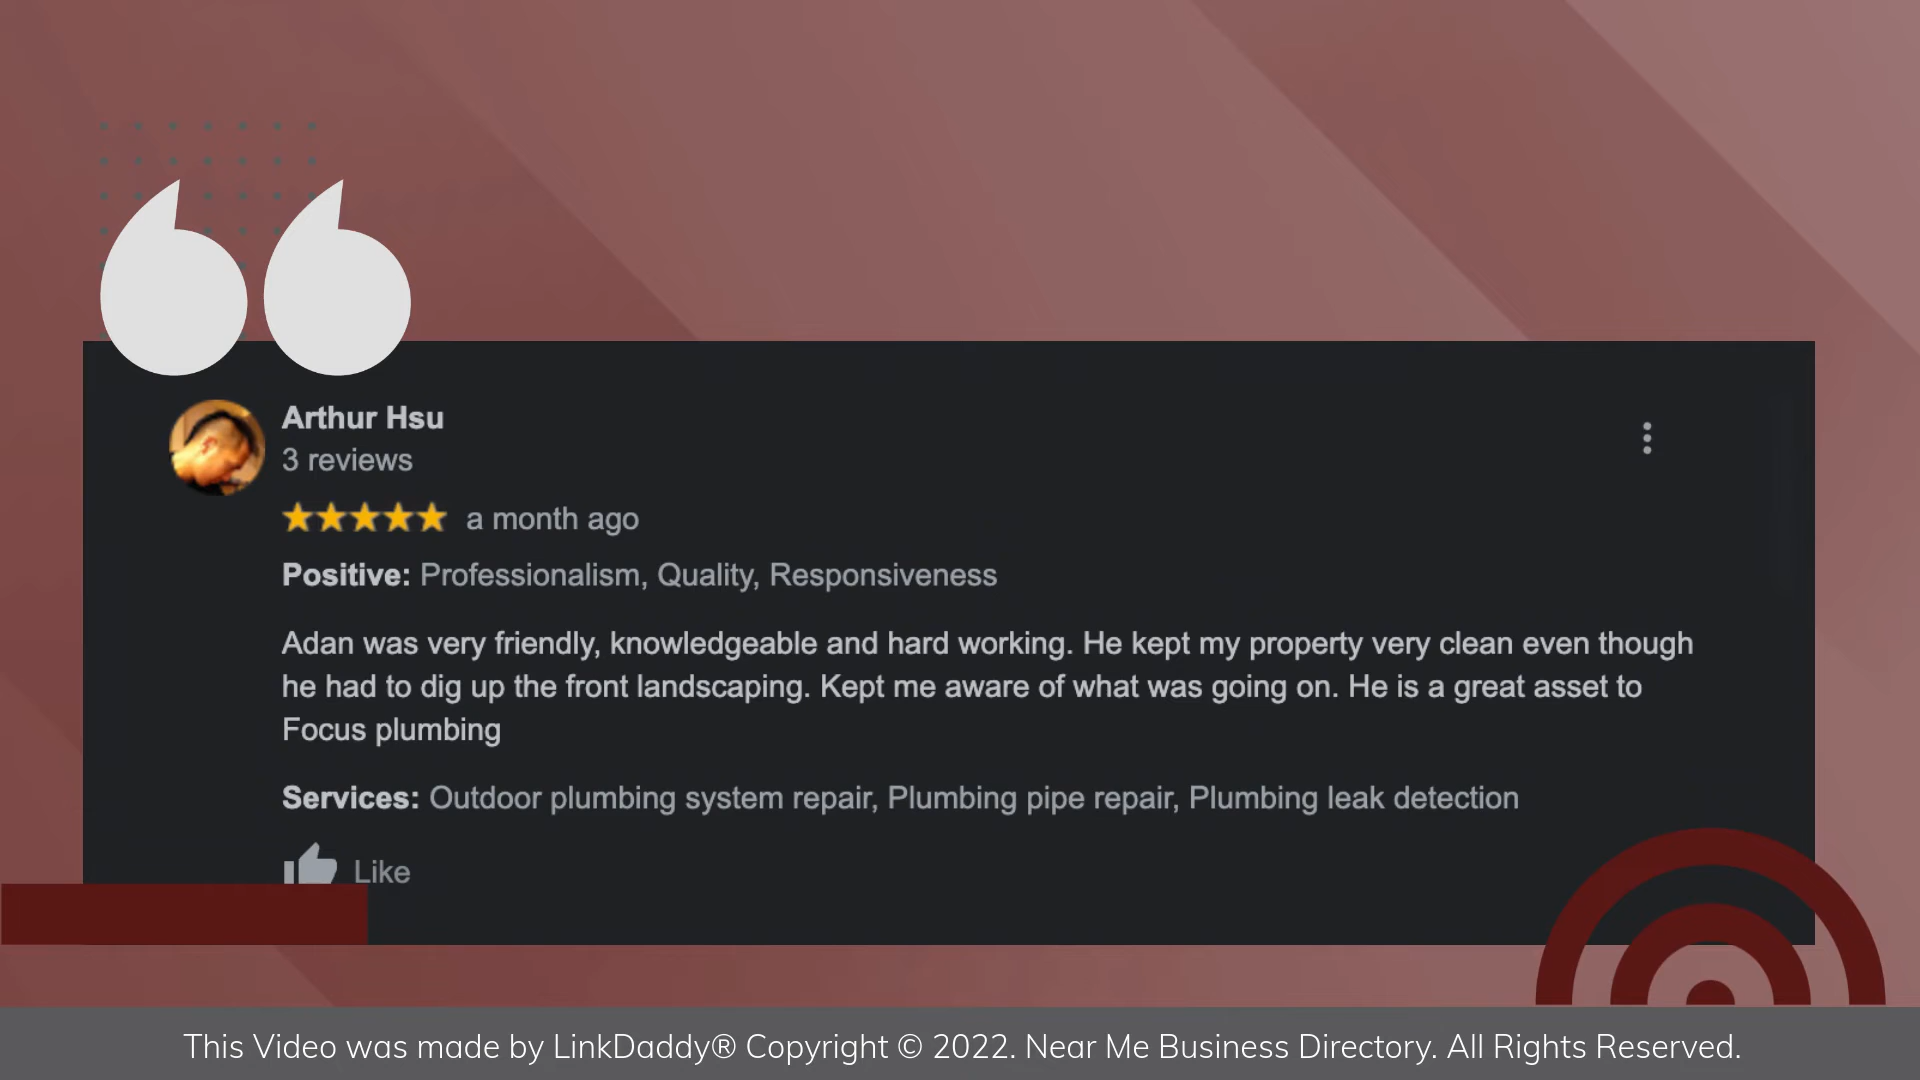 Arthur Hsu
3 reviews
a month ago
Positive: Professionalism, Quality, Responsiveness
Adan was very friendly, knowledgeable and hard working. He kept my property very clean even though
he had to dig up the front landscaping. Kept me aware of what was going on. He is a great asset to
Focus plumbing
Services: Outdoor plumbing system repair, Plumbing pipe repair, Plumbing leak detection
Like
This Video was made by LinkDaddy® Copyright © 2022. Near Me Business Directory. All Rights Reserved.